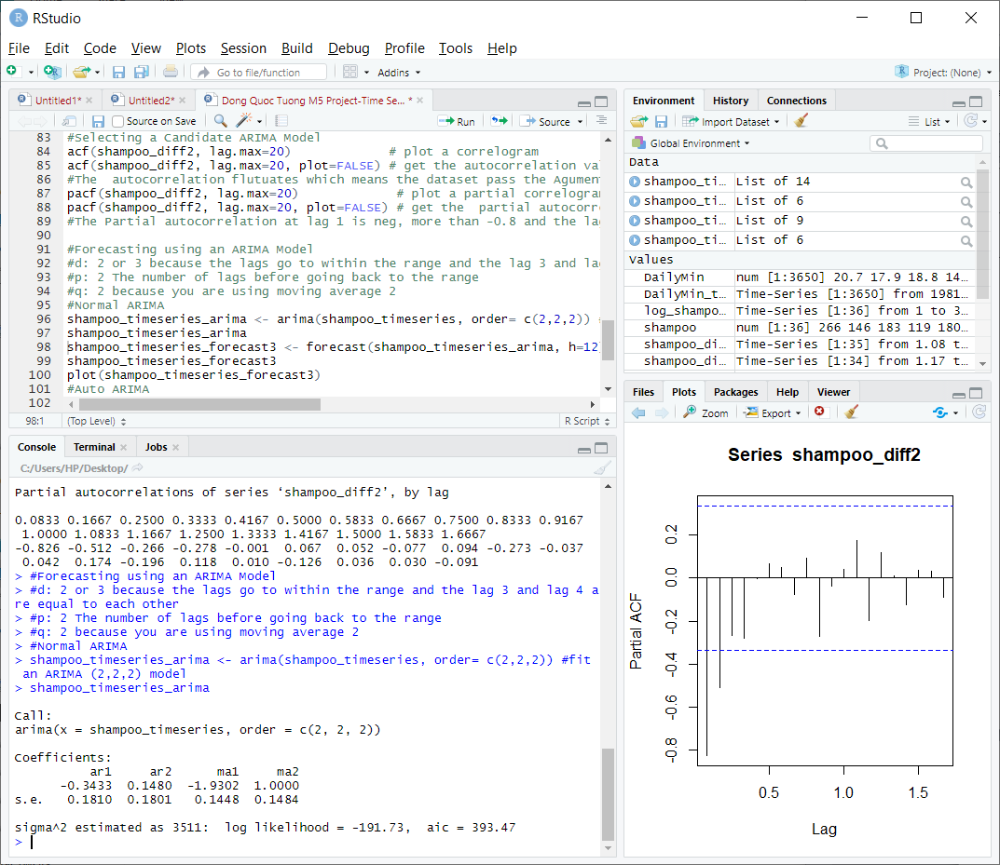 RStudio
File Edit Code View Plots Session Build Debug Profile Tools Help
Go to file/function Addins Project: (None)
Untitled1* Untitled2* Dong Quoc Tuong M5 Project-Time Se... *
Source on Save Run Source
83 #Selecting a Candidate ARIMA Model
84 acf(shampoo_diff2, lag.max=20) # plot a correlogram
85 acf(shampoo_diff2, lag.max=20, plot=FALSE) # get the autocorrelation va
86 #The autocorrelation flutuates which means the dataset pass the Agumen
87 pacf(shampoo_diff2, lag.max=20) # plot a partial correlogra
88 pacf(shampoo_diff2, lag.max=20, plot=FALSE) # get the partial autocorr
89 #The Partial autocorrelation at lag 1 is neg, more than -0.8 and the la
90
91 #Forecasting using an ARIMA Model
92 #d: 2 or 3 because the lags go to within the range and the lag 3 and la
93 #p: 2 The number of lags before going back to the range
94 #q: 2 because you are using moving average 2
95 #Normal ARIMA
96 shampoo_timeseries_arima <- arima(shampoo_timeseries, order= c(2,2,2)) #
97 shampoo_timeseries_arima
98 shampoo_timeseries_forecast3 <- forecast(shampoo_timeseries_arima, h=12
99 shampoo_timeseries_forecast3
100 plot(shampoo_timeseries_forecast3)
101 #Auto ARIMA
102
98:1 (Top Level) R Script
Console Terminal Jobs
C:/Users/HP/Desktop/
Partial autocorrelations of series ‘shampoo_diff2’, by lag
0.0833 0.1667 0.2500 0.3333 0.4167 0.5000 0.5833 0.6667 0.7500 0.8333 0.9167
1.0000 1.0833 1.1667 1.2500 1.3333 1.4167 1.5000 1.5833 1.6667
-0.826 -0.512 -0.266 -0.278 -0.001 0.067 0.052 -0.077 0.094 -0.273 -0.037
0.042 0.174 -0.196 0.118 0.010 -0.126 0.036 0.030 -0.091
> #Forecasting using an ARIMA Model
> #d: 2 or 3 because the lags go to within the range and the lag 3 and lag 4 a
re equal to each other
> #p: 2 The number of lags before going back to the range
> #q: 2 because you are using moving average 2
> #Normal ARIMA
> shampoo_timeseries_arima <- arima(shampoo_timeseries, order= c(2,2,2)) #fit
an ARIMA (2,2,2) model
> shampoo_timeseries_arima
Call:
arima(x = shampoo_timeseries, order = c(2, 2, 2))
Coefficients:
ar1 ar2 ma1 ma2
-0.3433 0.1480 -1.9302 1.0000
s.e. 0.1810 0.1801 0.1448 0.1484
sigma^2 estimated as 3511: log likelihood = -191.73, aic = 393.47
>
Environment History Connections
Import Dataset List
Global Environment
Data
shampoo_ti... List of 14
shampoo_ti... List of 6
shampoo_ti... List of 9
shampoo_ti... List of 6
Values
DailyMin num [1:3650] 20.7 17.9 18.8 14...
DailyMin_t... Time-Series [1:3650] from 1981...
log_shampo... Time-Series [1:36] from 1 to 3...
shampoo num [1:36] 266 146 183 119 180...
shampoo_di... Time-Series [1:35] from 1.08 t...
shampoo_di... Time-Series [1:34] from 1.17 t...
Files Plots Packages Help Viewer
Zoom Export
Series shampoo_diff2
Partial ACF
0.2
0.0
-0.2
-0.4
-0.6
-0.8
0.5 1.0 1.5
Lag